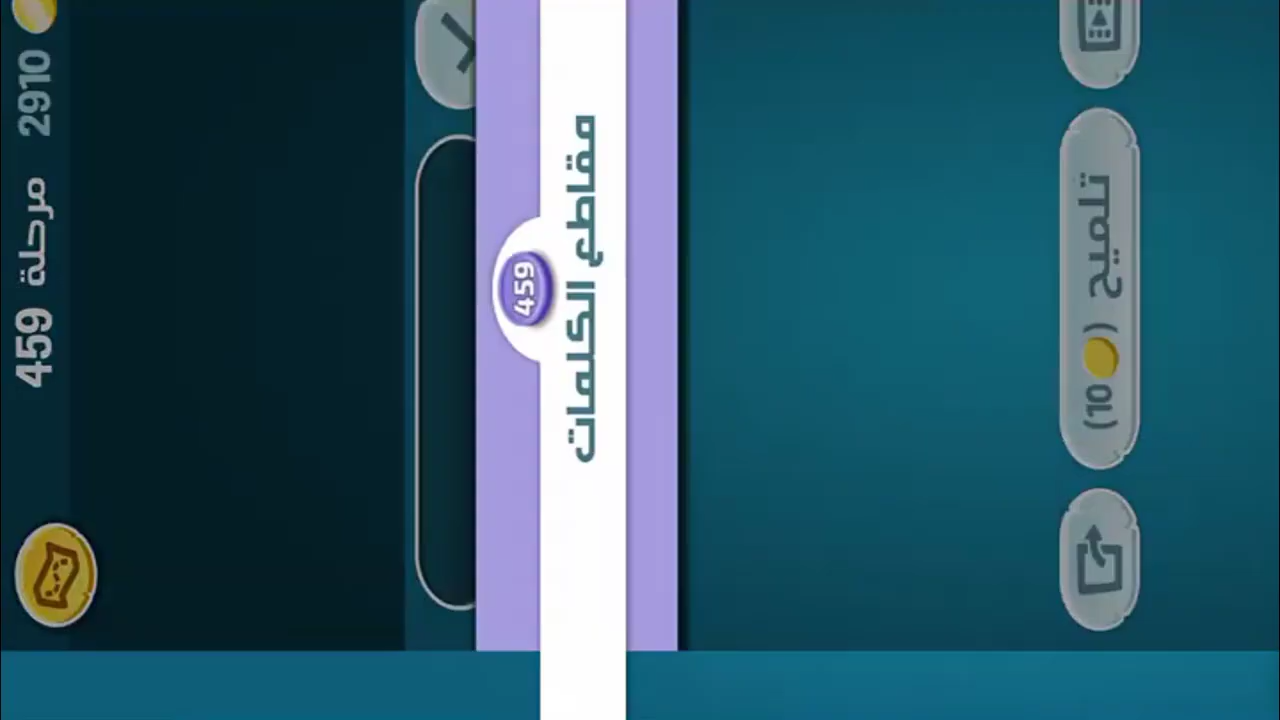 مرحلة 459
2910
459
مقاطع الكلمات
تلميح (10)